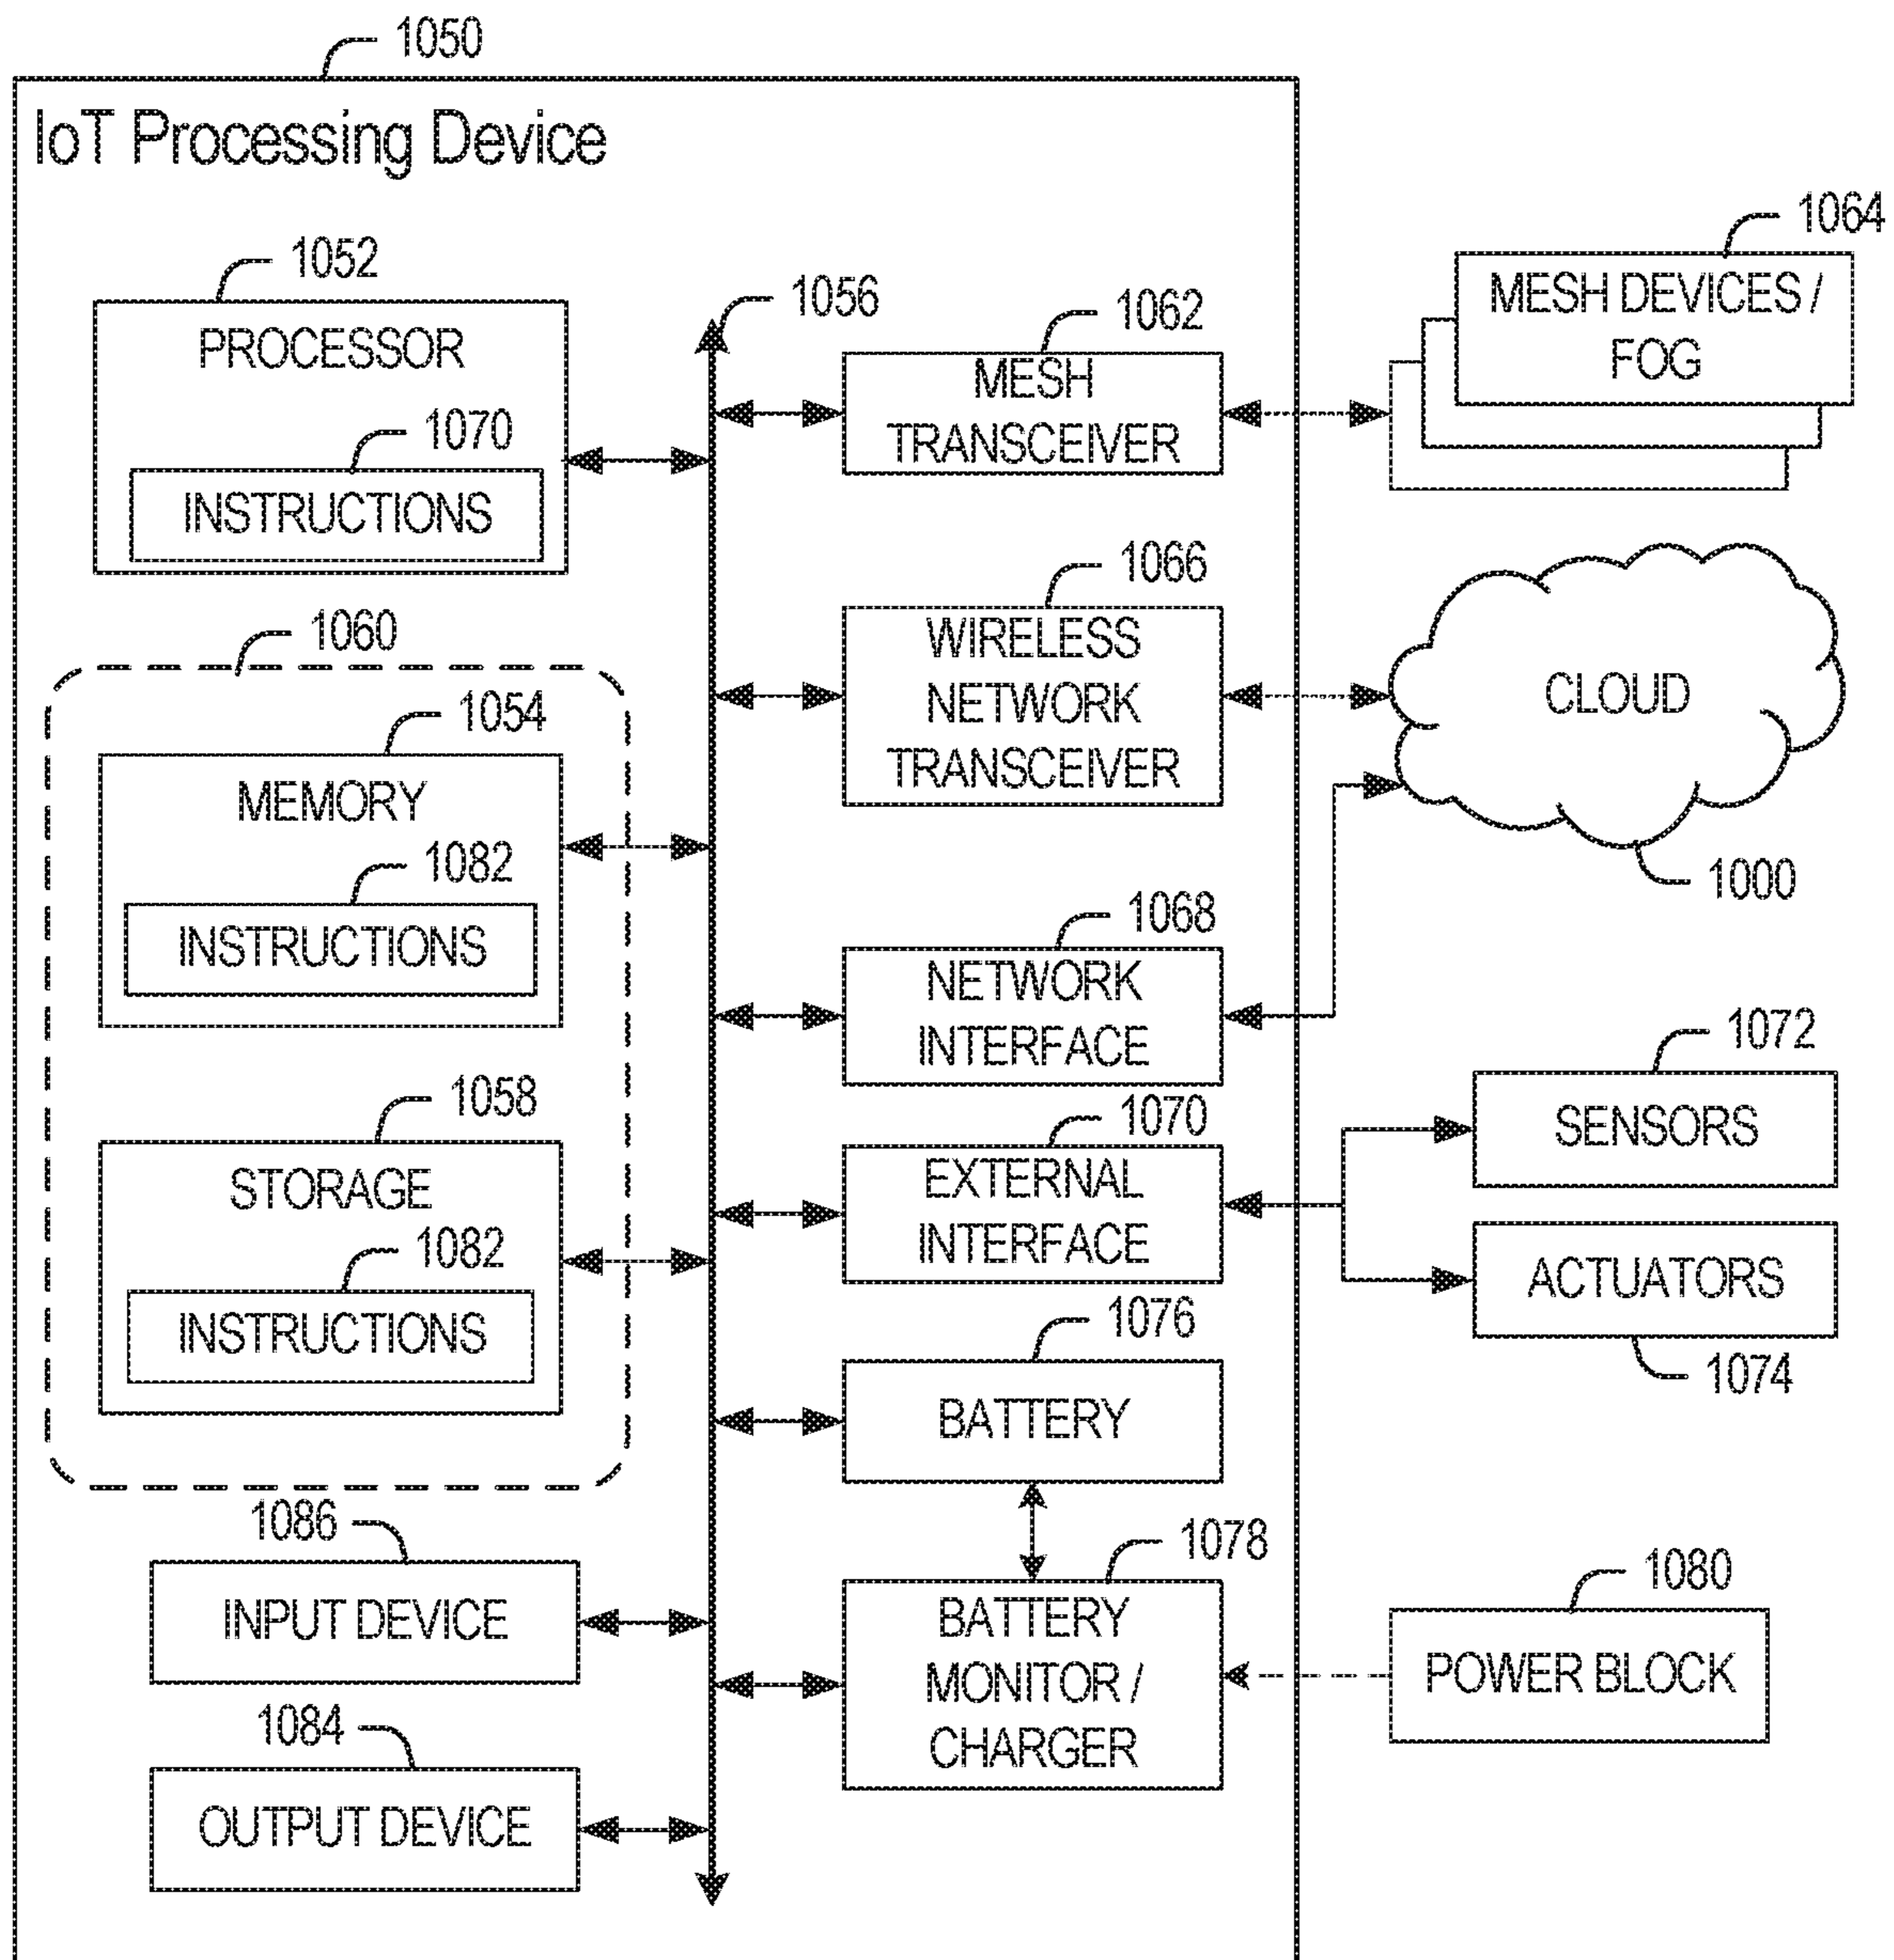 1050
IoT Processing Device
1052
PROCESSOR
1070
INSTRUCTIONS
1060
1054
MEMORY
1082
INSTRUCTIONS
1058
STORAGE
1082
INSTRUCTIONS
1086
INPUT DEVICE
1084
OUTPUT DEVICE
1056
1062
MESH
TRANSCEIVER
1066
WIRELESS
NETWORK
TRANSCEIVER
1068
NETWORK
INTERFACE
1070
EXTERNAL
INTERFACE
1076
BATTERY
1078
BATTERY
MONITOR /
CHARGER
1064
MESH DEVICES /
FOG
CLOUD
1000
1072
SENSORS
ACTUATORS
1074
1080
POWER BLOCK